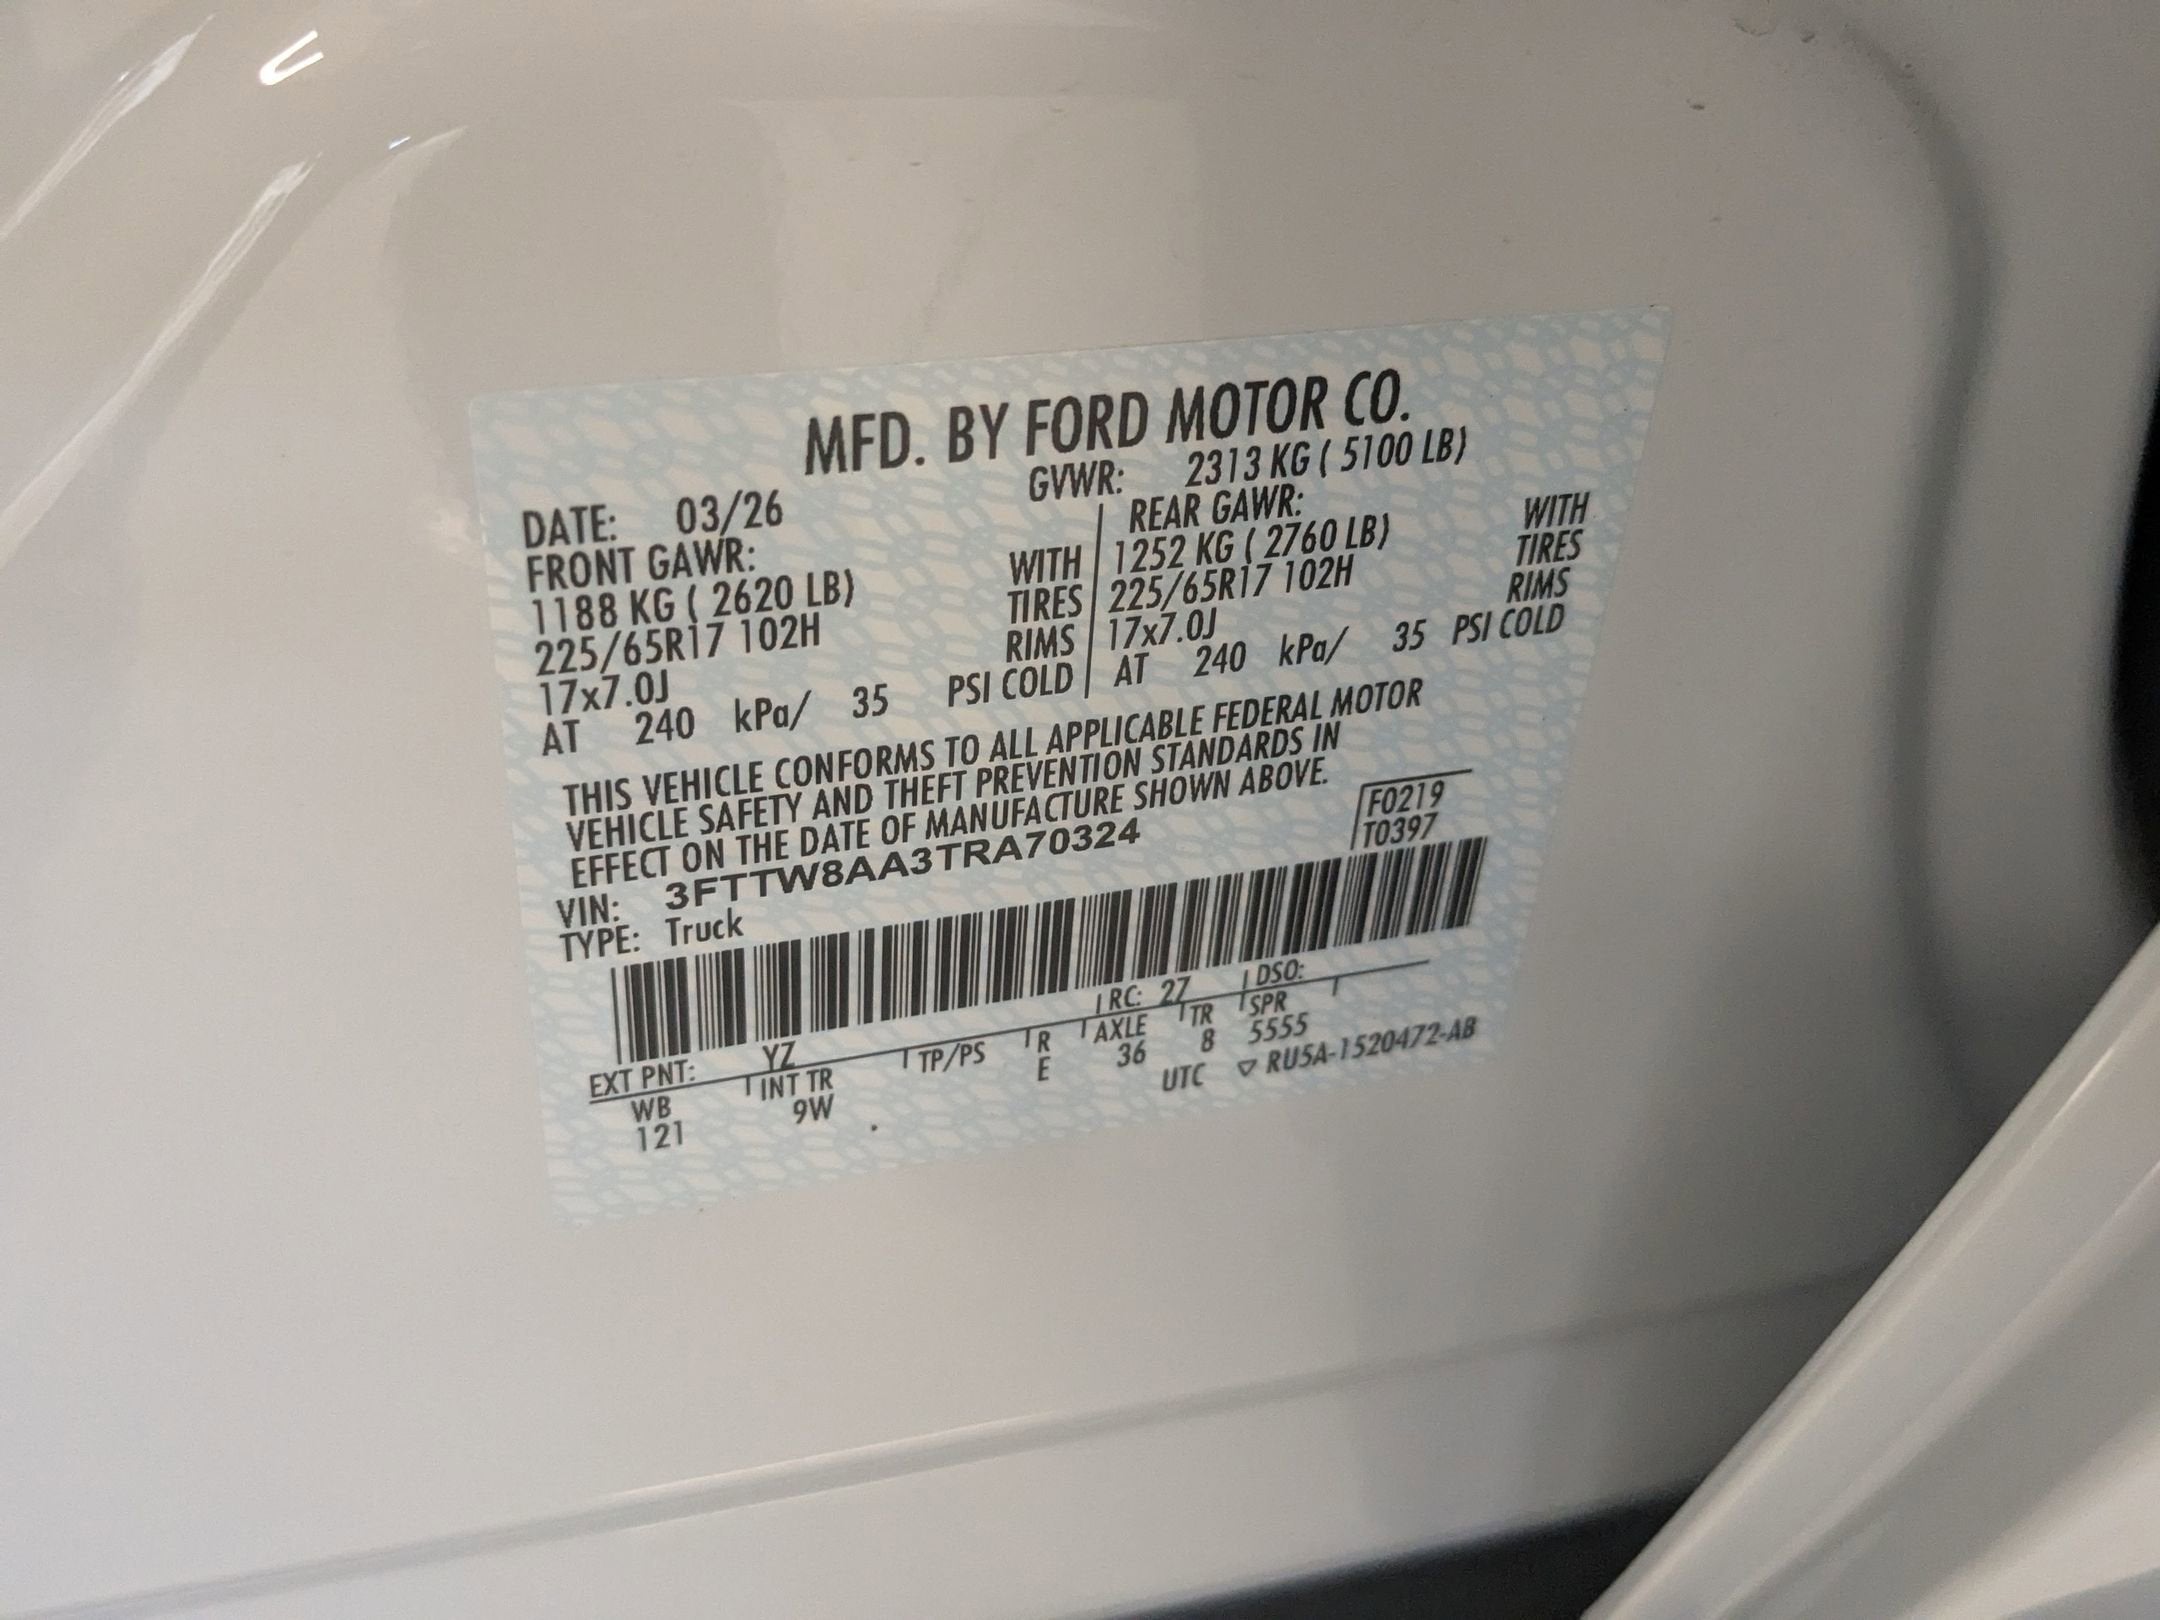 MFD. BY FORD MOTOR CO.
DATE: 03/26 GVWR: 2313 KG ( 5100 LB)
FRONT GAWR: REAR GAWR:
1188 KG ( 2620 LB) WITH 1252 KG ( 2760 LB) WITH
225/65R17 102H TIRES 225/65R17 102H TIRES
17x7.0J RIMS 17x7.0J RIMS
AT 240 kPa/ 35 PSI COLD AT 240 kPa/ 35 PSI COLD
THIS VEHICLE CONFORMS TO ALL APPLICABLE FEDERAL MOTOR
VEHICLE SAFETY AND THEFT PREVENTION STANDARDS IN
EFFECT ON THE DATE OF MANUFACTURE SHOWN ABOVE.
VIN: 3FTTW8AA3TRA70324 F0219
TYPE: Truck T0397
EXT PNT: YZ RC: 27 DSO:
WB INT TR TP/PS R AXLE TR SPR
121 9W E 36 8 5555
UTC ▽ RU5A-1520472-AB